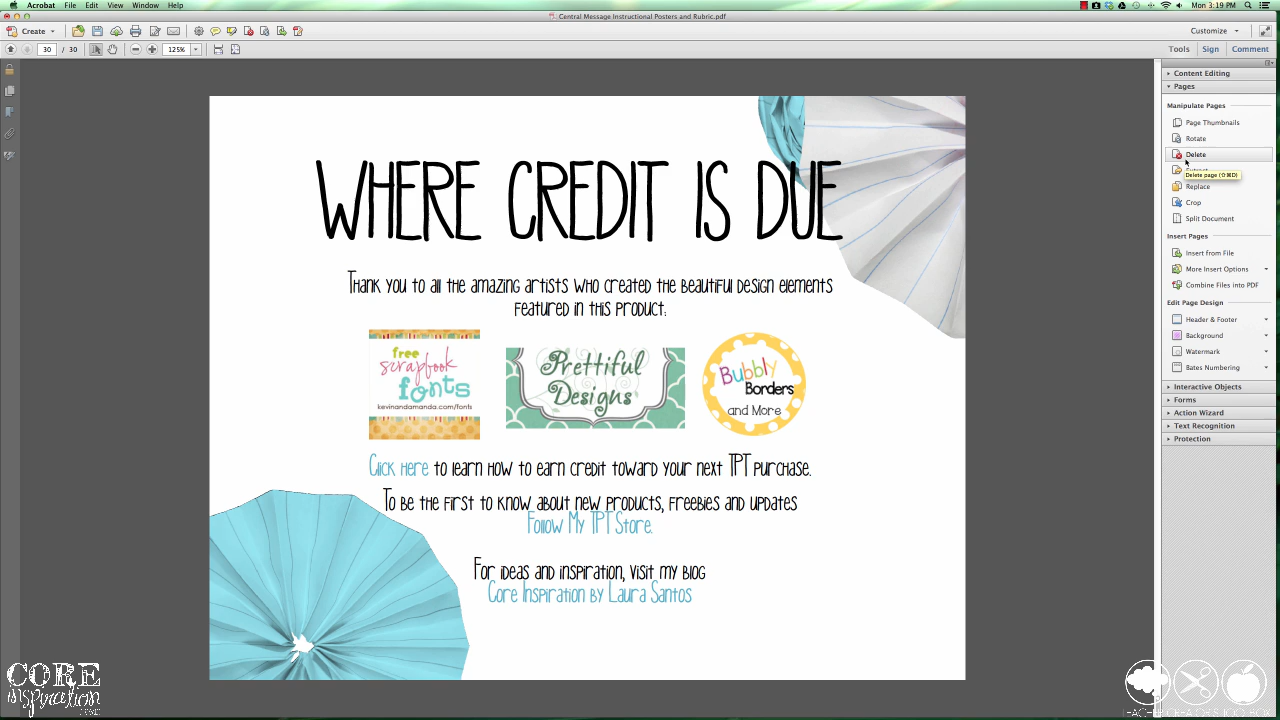 Acrobat File Edit View Window Help
Mon 3:19 PM
Central Message Instructional Posters and Rubric.pdf
Create
Customize
30 / 30
125%
Tools Sign Comment
Content Editing
Pages
Manipulate Pages
Page Thumbnails
Rotate
Delete
Delete page (⇧⌘D)
Replace
Crop
Split Document
Insert Pages
Insert from File
More Insert Options
Combine Files into PDF
Edit Page Design
Header & Footer
Background
Watermark
Bates Numbering
Interactive Objects
Forms
Action Wizard
Text Recognition
Protection
WHERE CREDIT IS DUE
Thank you to all the amazing artists who created the beautiful design elements
featured in this product:
free
scrapbook
fonts
kevinandamanda.com/fonts
Prettiful
Designs
Bubbly
Borders
and More
Click here to learn how to earn credit toward your next TPT purchase.
To be the first to know about new products, freebies and updates
Follow My TPT Store.
For ideas and inspiration, visit my blog
Core Inspiration by Laura Santos
CORE
inspiration